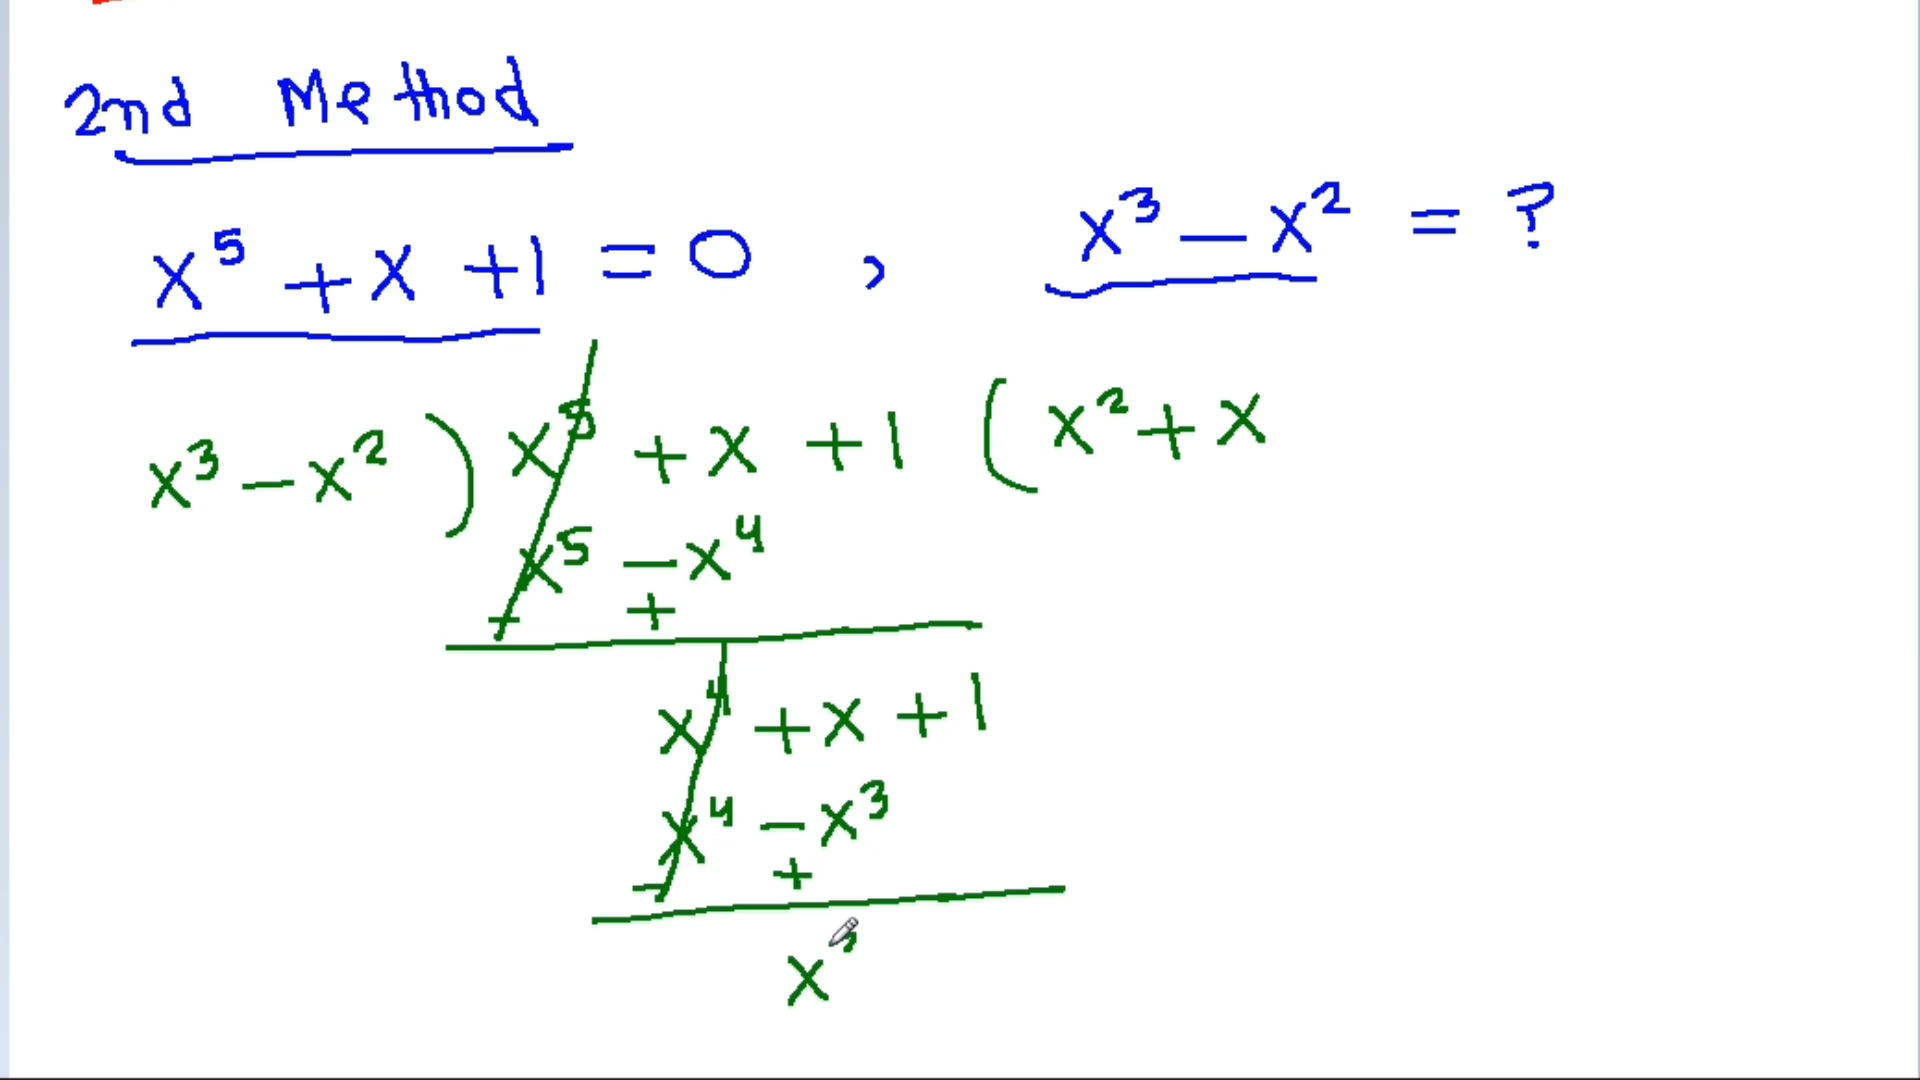 2nd Method
x⁵ + x + 1 = 0 , x³ – x² = ?
x³ – x² ) x⁵ + x + 1 ( x² + x
x⁵ – x⁴
– +
x⁴ + x + 1
x⁴ – x³
– +
x³